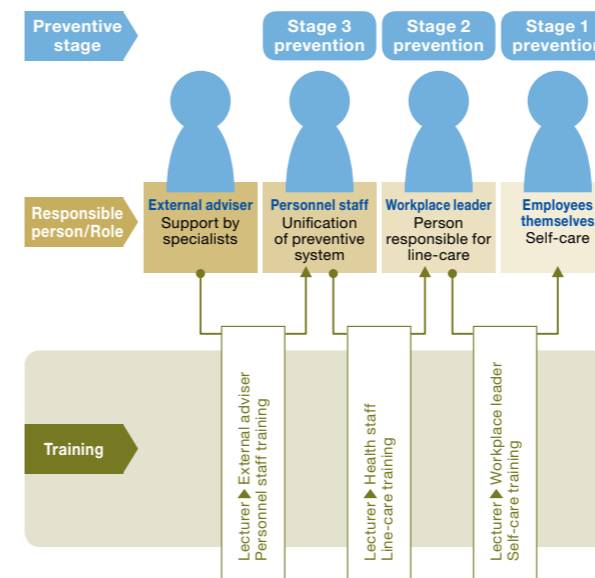 Preventive
stage
Stage 3
prevention
Stage 2
prevention
Stage 1
prevention
Responsible
person/Role
External adviser
Support by
specialists
Personnel staff
Unification
of preventive
system
Workplace leader
Person
responsible for
line-care
Employees
themselves
Self-care
Training
Lecturer ▶ External adviser
Personnel staff training
Lecturer ▶ Health staff
Line-care training
Lecturer ▶ Workplace leader
Self-care training